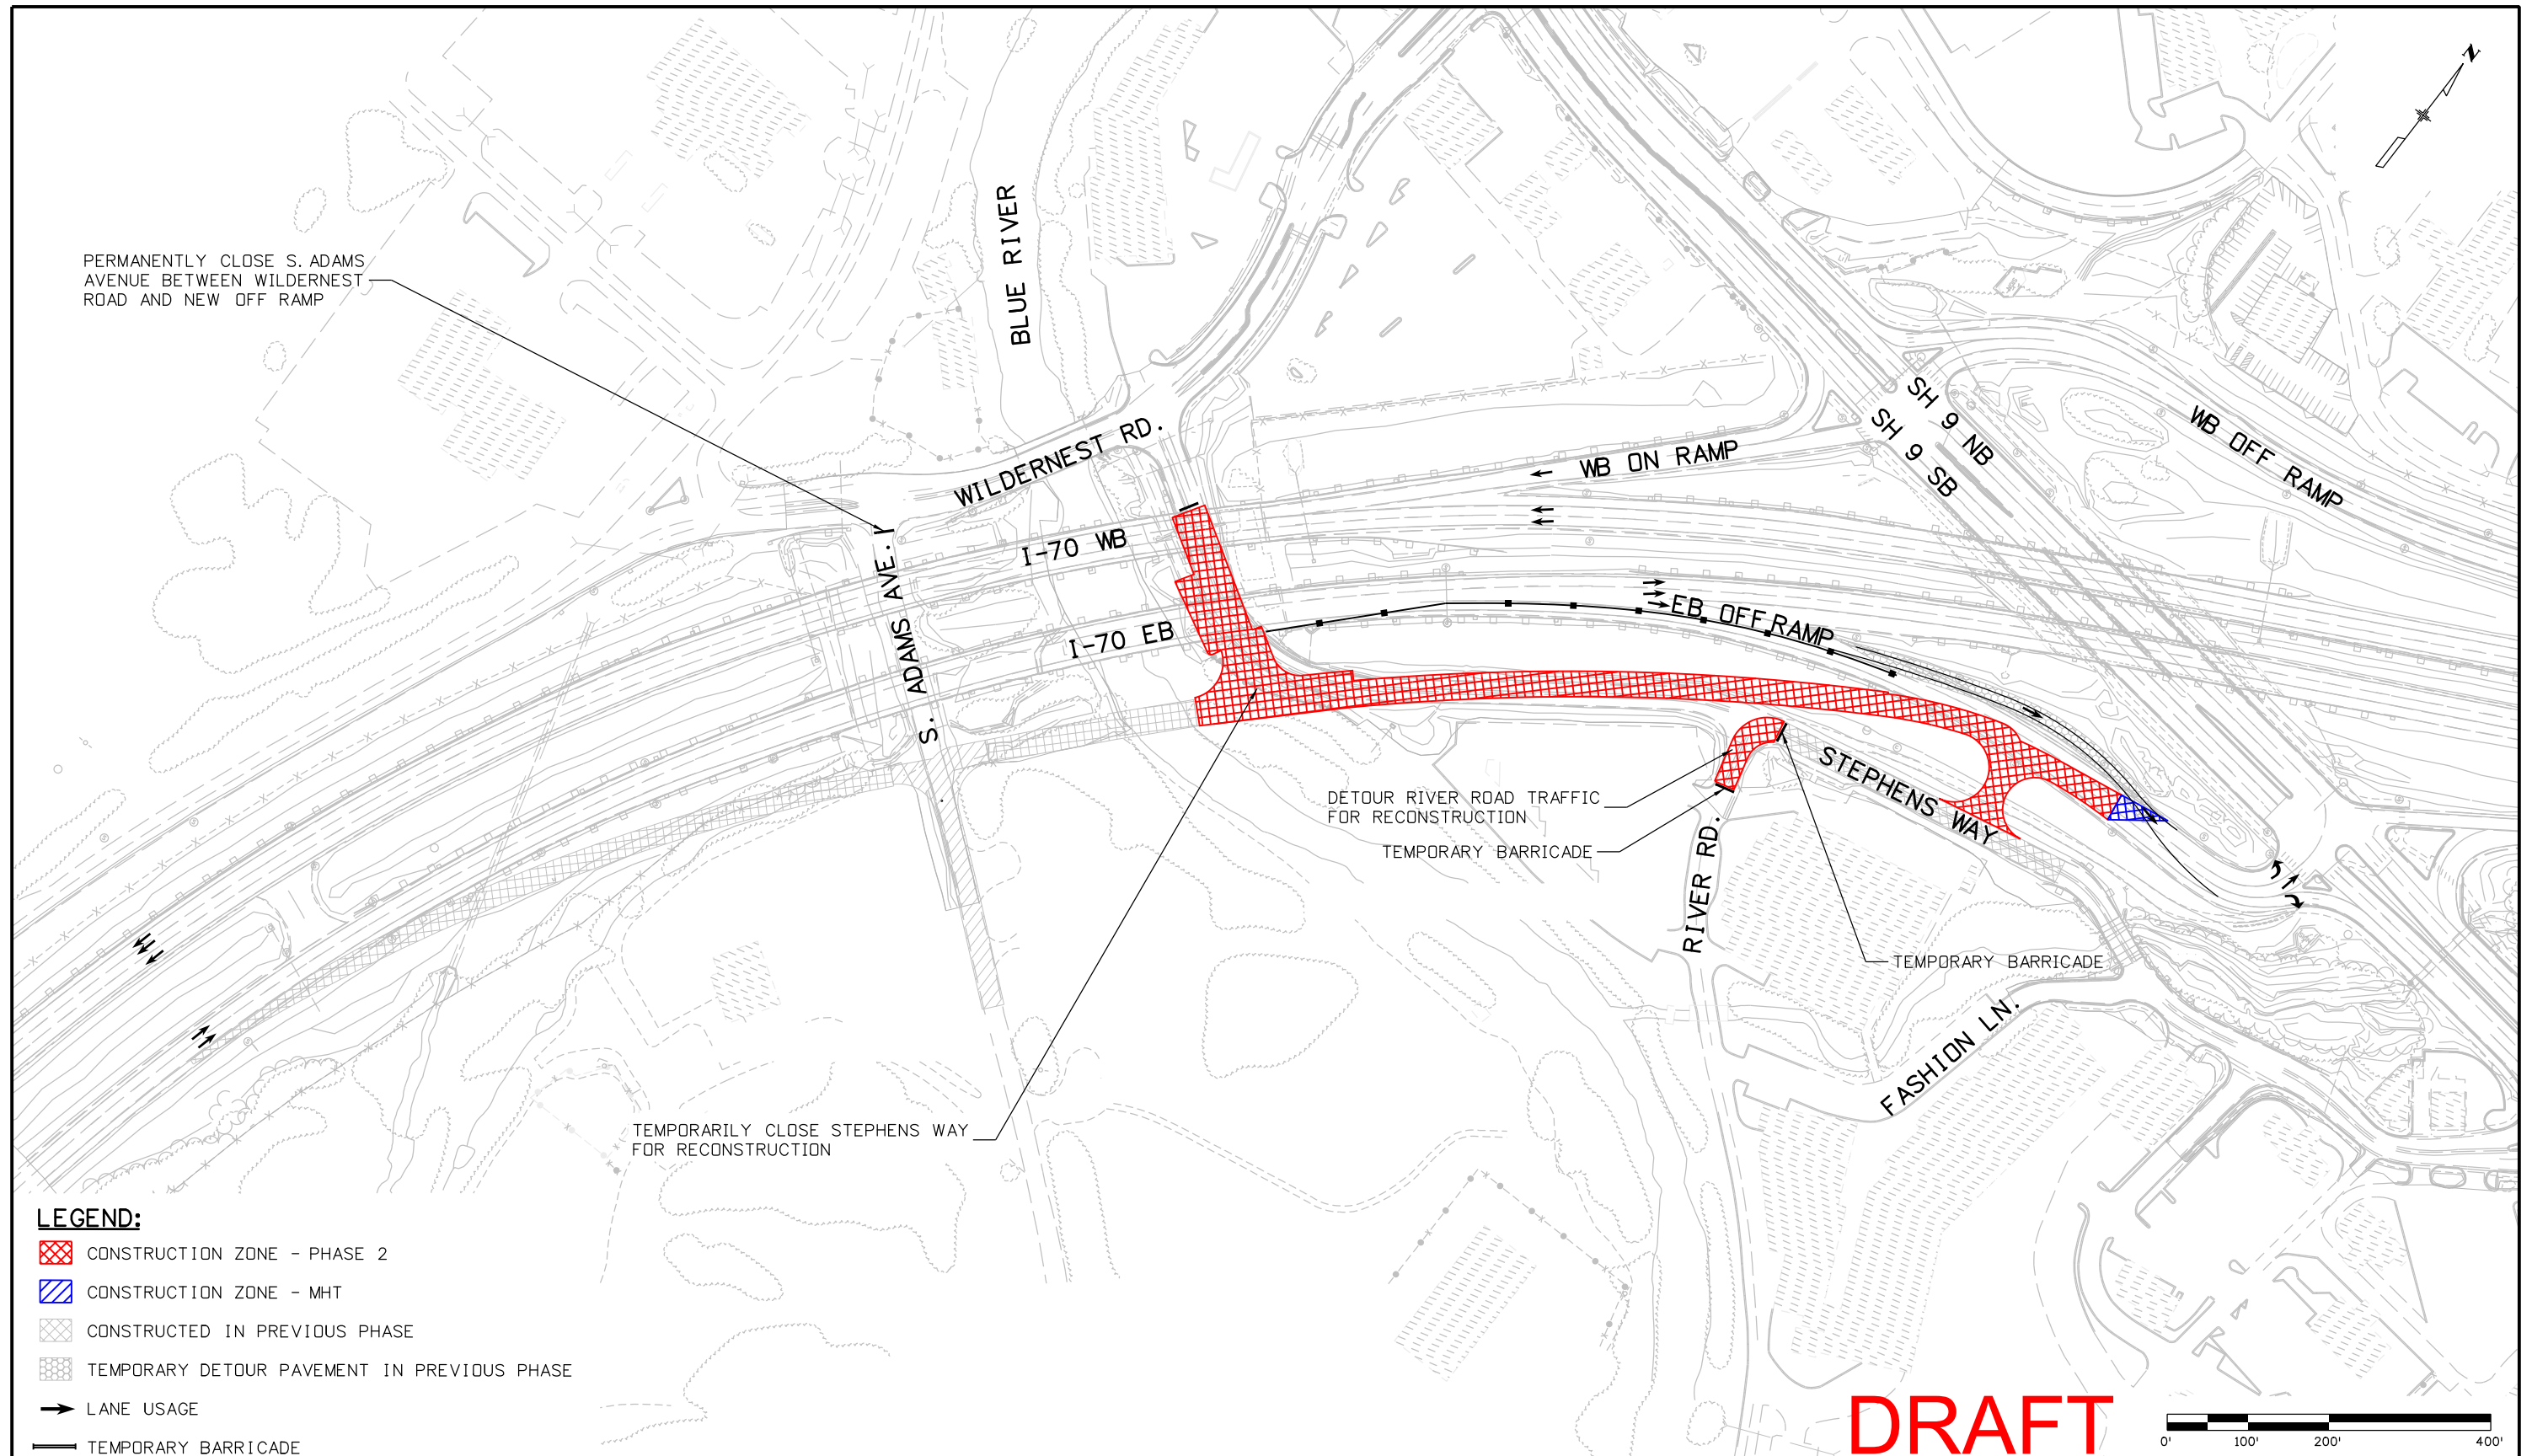 N
BLUE RIVER
PERMANENTLY CLOSE S. ADAMS
AVENUE BETWEEN WILDERNEST
ROAD AND NEW OFF RAMP
WILDERNEST RD.
WB ON RAMP
SH 9 NB
SH 9 SB
WB OFF RAMP
I-70 WB
S. ADAMS AVE.
I-70 EB
EB OFF RAMP
STEPHENS WAY
DETOUR RIVER ROAD TRAFFIC
FOR RECONSTRUCTION
TEMPORARY BARRICADE
RIVER RD.
TEMPORARY BARRICADE
FASHION LN.
TEMPORARILY CLOSE STEPHENS WAY
FOR RECONSTRUCTION
LEGEND:
CONSTRUCTION ZONE - PHASE 2
CONSTRUCTION ZONE - MHT
CONSTRUCTED IN PREVIOUS PHASE
TEMPORARY DETOUR PAVEMENT IN PREVIOUS PHASE
LANE USAGE
TEMPORARY BARRICADE
DRAFT
0' 100' 200' 400'